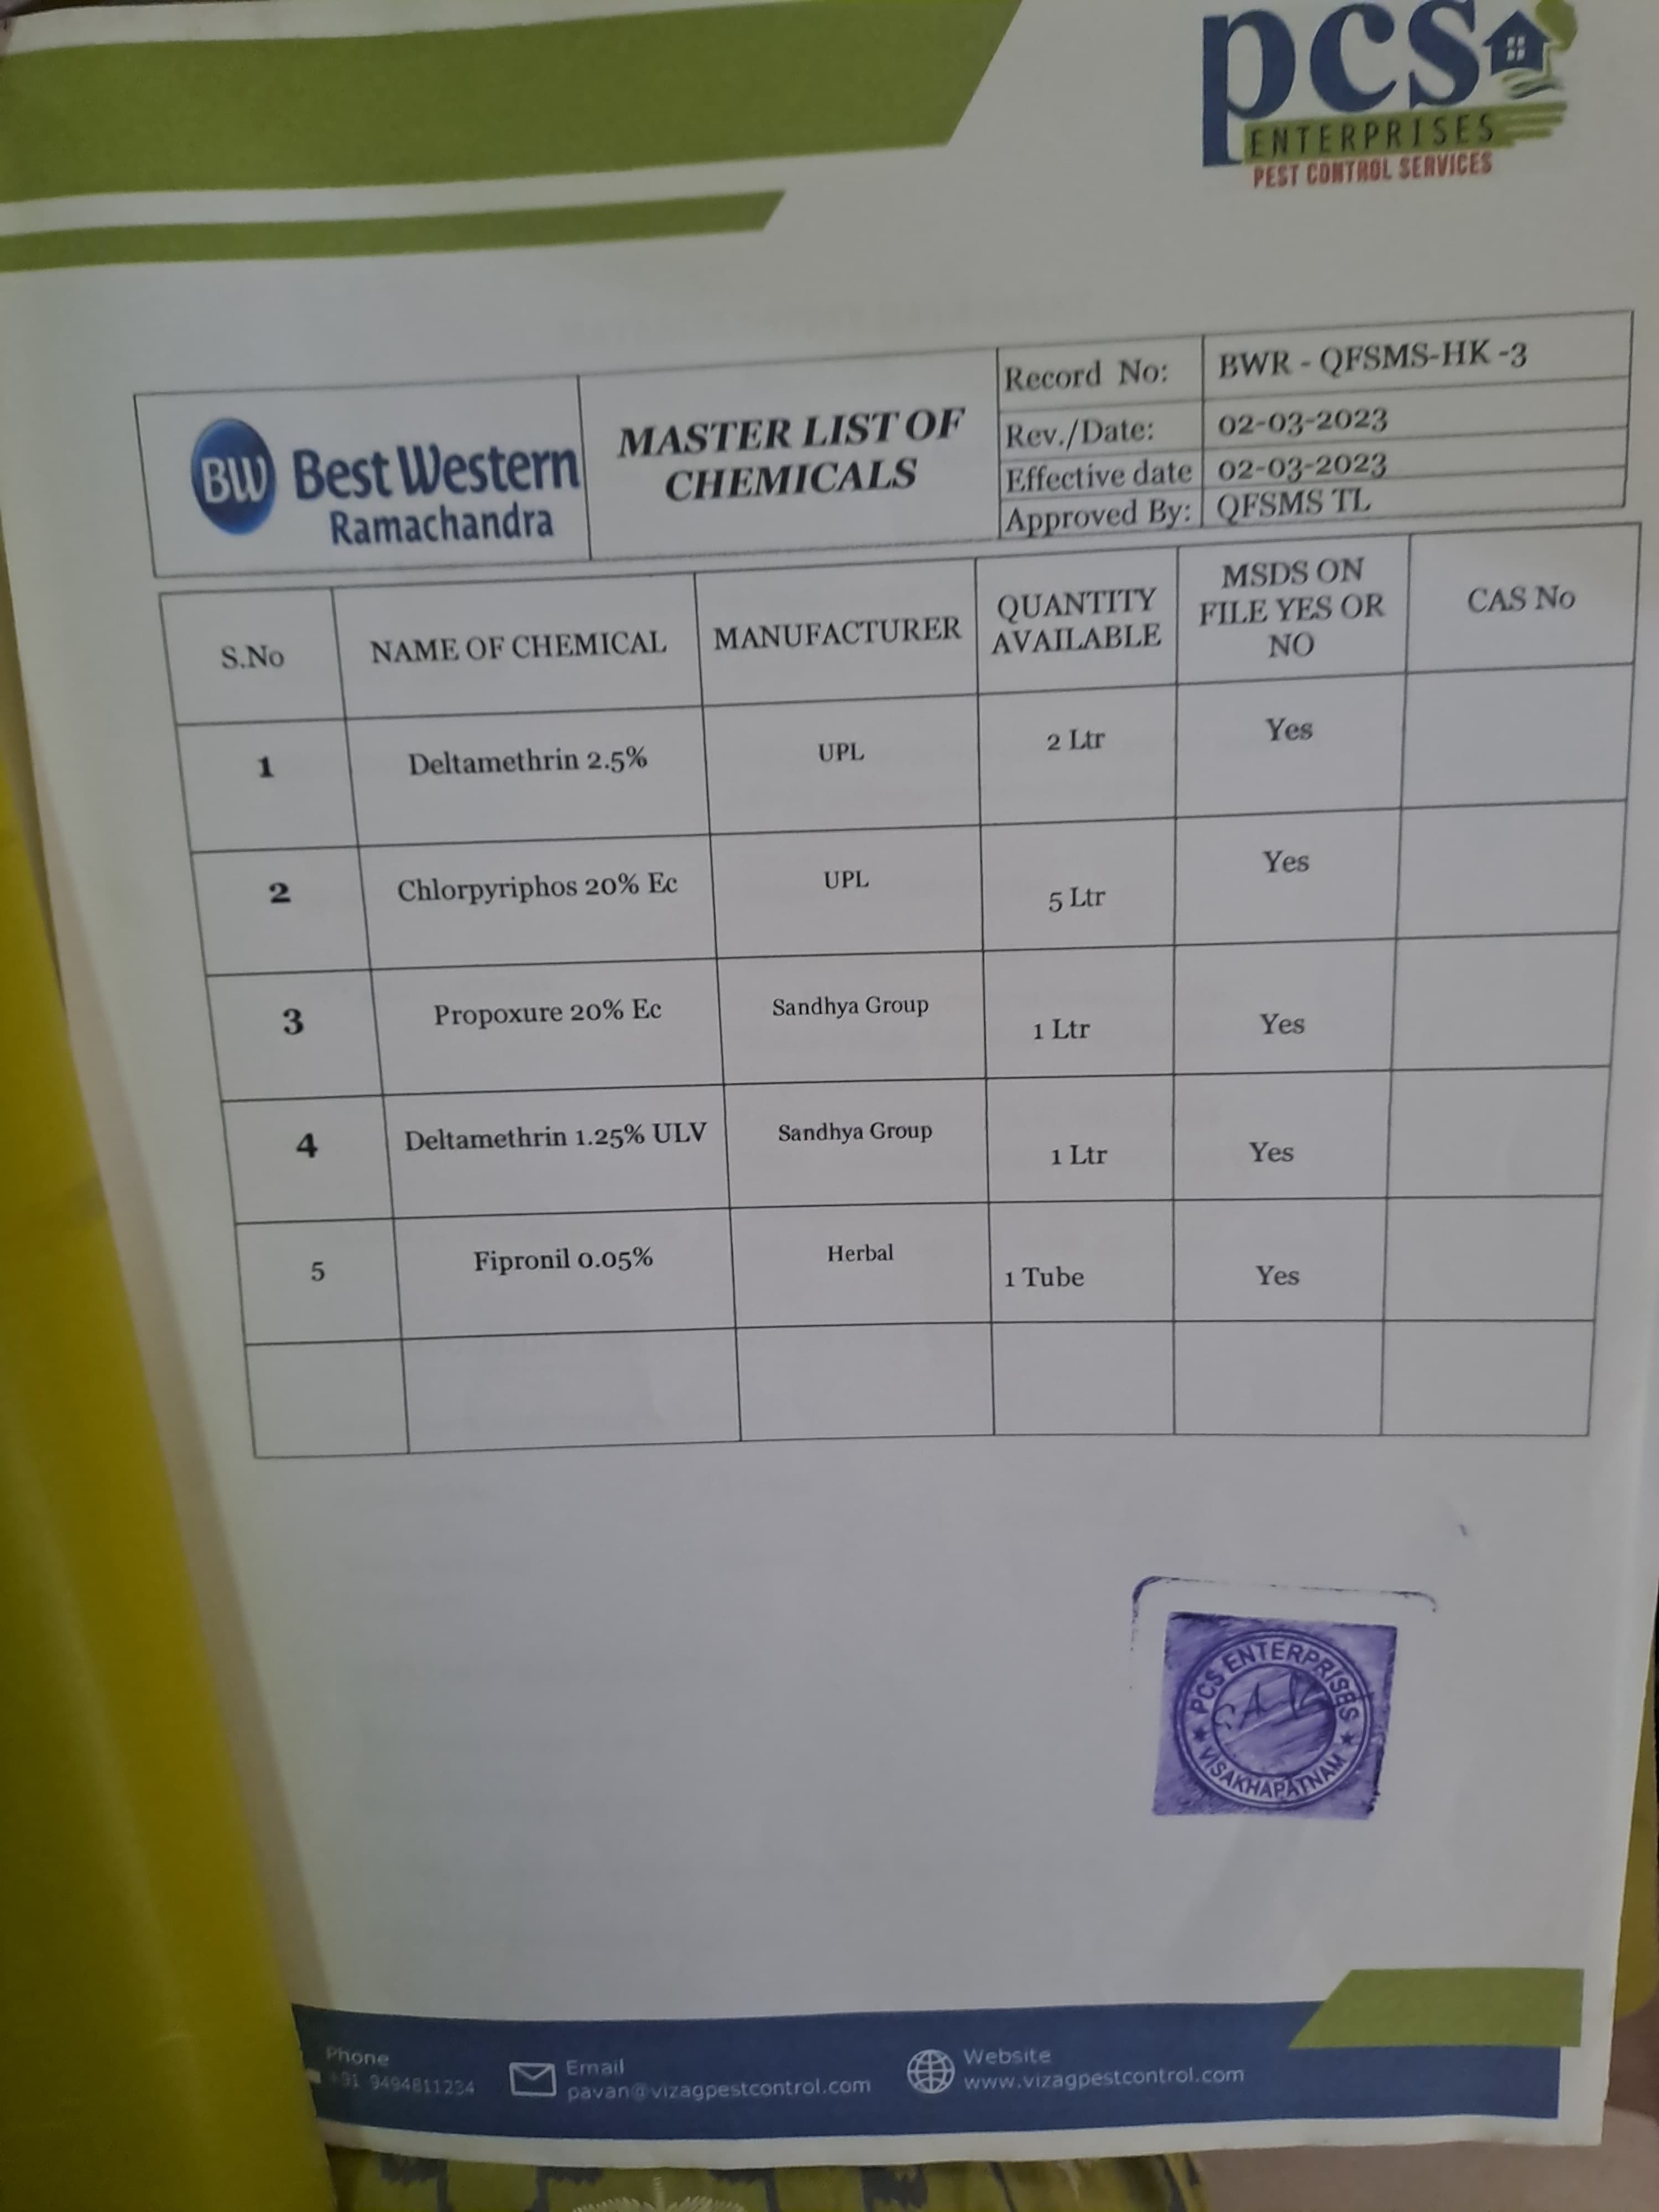 pcs
ENTERPRISES
PEST CONTROL SERVICES
BW Best Western
Ramachandra
MASTER LIST OF
CHEMICALS
Record No: BWR - QFSMS-HK -3
Rev./Date: 02-03-2023
Effective date 02-03-2023
Approved By: QFSMS TL
S.No NAME OF CHEMICAL MANUFACTURER QUANTITY AVAILABLE MSDS ON FILE YES OR NO CAS No
1 Deltamethrin 2.5% UPL 2 Ltr Yes
2 Chlorpyriphos 20% Ec UPL 5 Ltr Yes
3 Propoxure 20% Ec Sandhya Group 1 Ltr Yes
4 Deltamethrin 1.25% ULV Sandhya Group 1 Ltr Yes
5 Fipronil 0.05% Herbal 1 Tube Yes
PCS ENTERPRISES
★ VISAKHAPATNAM ★
Phone
+91 9494811234
Email
pavan@vizagpestcontrol.com
Website
www.vizagpestcontrol.com